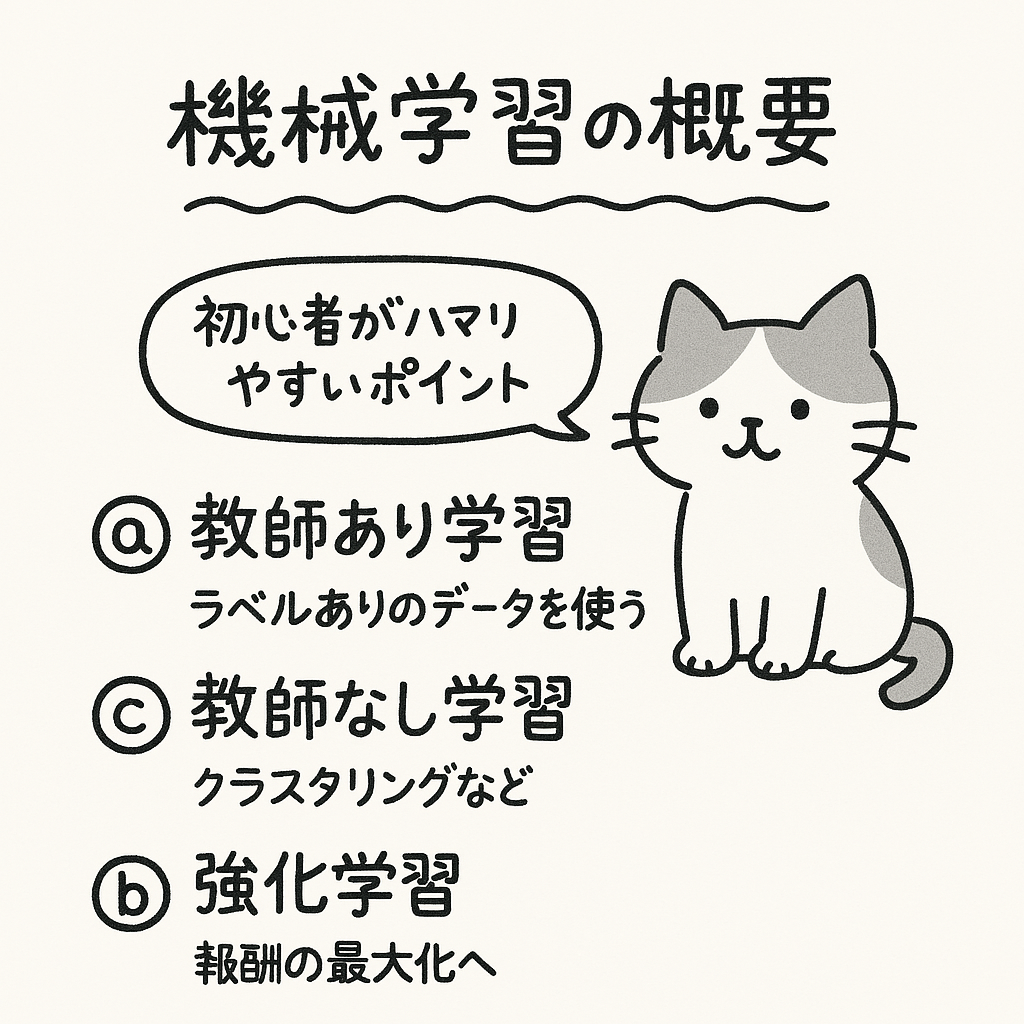 機械学習の概要
初心者がハマリ
やすいポイント
ⓐ 教師あり学習
ラベルありのデータを使う
ⓒ 教師なし学習
クラスタリングなど
ⓑ 強化学習
報酬の最大化へ